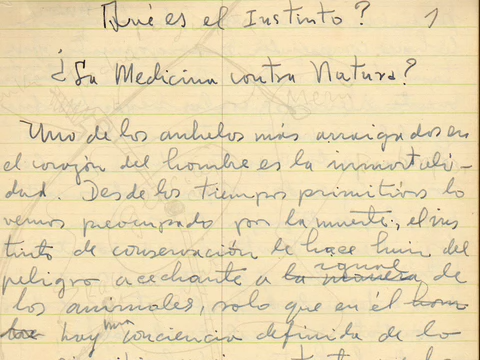 ¿Qué es el Instinto? 1
¿La Medicina contra Natura?
Uno de los anhelos más arraigados en
el corazón del hombre es la inmortali-
dad. Desde los tiempos primitivos lo
vemos preocupado por la muerte, el ins
tinto de conservación le hace huir del
peligro acechante a la manera igual de
los animales, solo que en él hom
bre hay una conciencia definida de lo